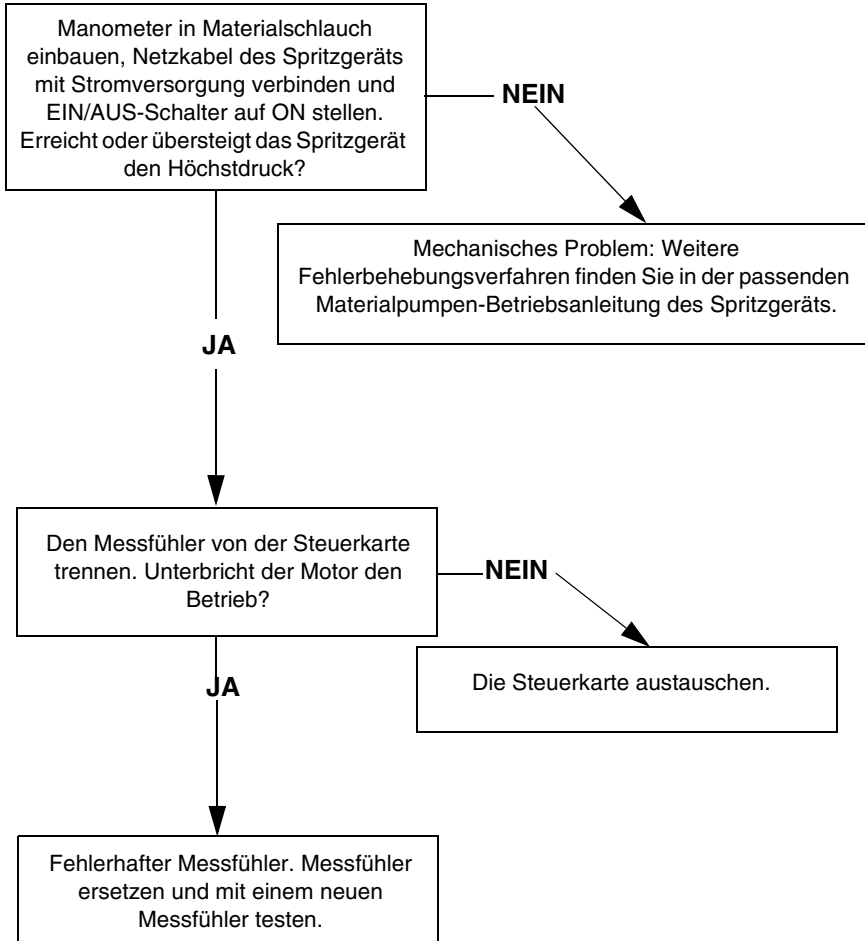 Manometer in Materialschlauch
einbauen, Netzkabel des Spritzgeräts
mit Stromversorgung verbinden und
EIN/AUS-Schalter auf ON stellen.
Erreicht oder übersteigt das Spritzgerät
den Höchstdruck?
NEIN
Mechanisches Problem: Weitere
Fehlerbehebungsverfahren finden Sie in der passenden
Materialpumpen-Betriebsanleitung des Spritzgeräts.
JA
Den Messfühler von der Steuerkarte
trennen. Unterbricht der Motor den
Betrieb?
NEIN
Die Steuerkarte austauschen.
JA
Fehlerhafter Messfühler. Messfühler
ersetzen und mit einem neuen
Messfühler testen.